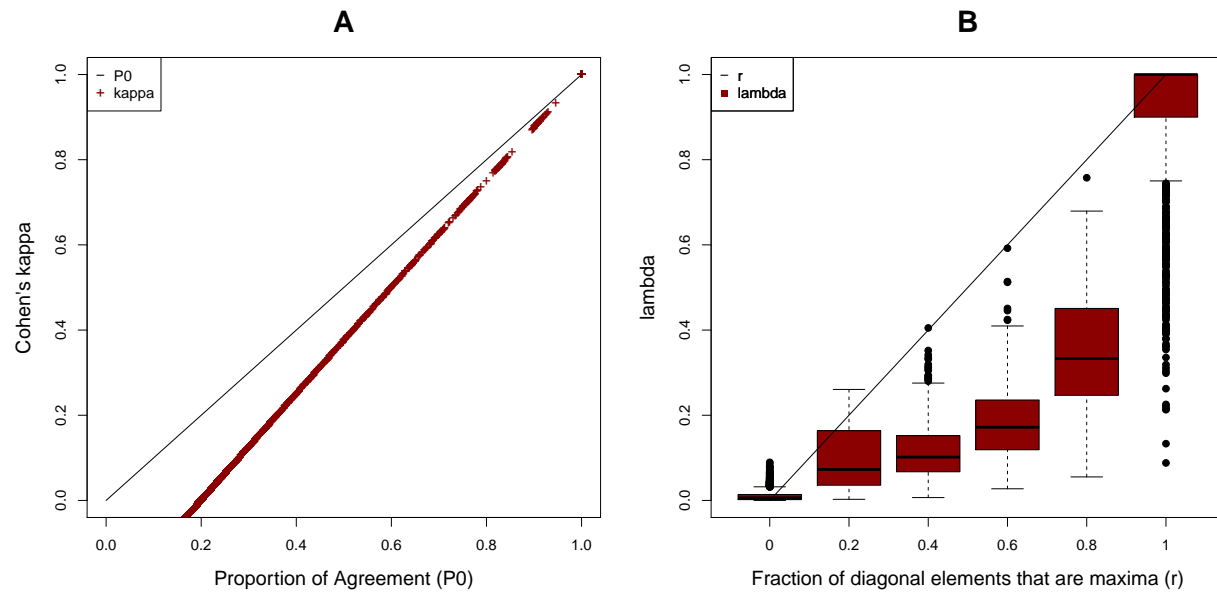 A
P0
kappa
Cohen's kappa
1.0
0.8
0.6
0.4
0.2
0.0
0.0 0.2 0.4 0.6 0.8 1.0
Proportion of Agreement (P0)
B
r
lambda
lambda
1.0
0.8
0.6
0.4
0.2
0.0
0 0.2 0.4 0.6 0.8 1
Fraction of diagonal elements that are maxima (r)